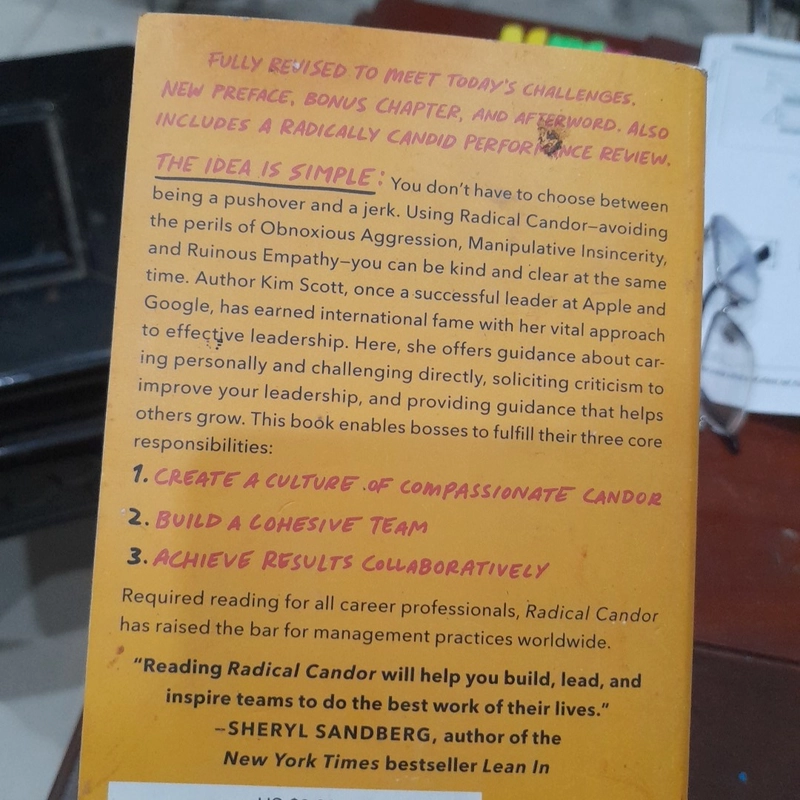 FULLY REVISED TO MEET TODAY'S CHALLENGES.
NEW PREFACE, BONUS CHAPTER, AND AFTERWORD. ALSO
INCLUDES A RADICALLY CANDID PERFORMANCE REVIEW.
THE IDEA IS SIMPLE: You don't have to choose between
being a pushover and a jerk. Using Radical Candor—avoiding
the perils of Obnoxious Aggression, Manipulative Insincerity,
and Ruinous Empathy—you can be kind and clear at the same
time. Author Kim Scott, once a successful leader at Apple and
Google, has earned international fame with her vital approach
to effective leadership. Here, she offers guidance about car-
ing personally and challenging directly, soliciting criticism to
improve your leadership, and providing guidance that helps
others grow. This book enables bosses to fulfill their three core
responsibilities:
1. CREATE A CULTURE OF COMPASSIONATE CANDOR
2. BUILD A COHESIVE TEAM
3. ACHIEVE RESULTS COLLABORATIVELY
Required reading for all career professionals, Radical Candor
has raised the bar for management practices worldwide.
"Reading Radical Candor will help you build, lead, and
inspire teams to do the best work of their lives."
—SHERYL SANDBERG, author of the
New York Times bestseller Lean In